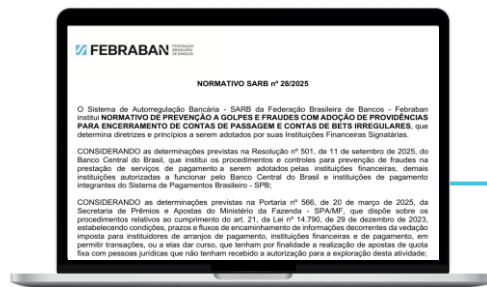 FEBRABAN FEDERAÇÃO BRASILEIRA DE BANCOS
NORMATIVO SARB nº 28/2025
O Sistema de Autorregulação Bancária - SARB da Federação Brasileira de Bancos - Febraban
institui NORMATIVO DE PREVENÇÃO A GOLPES E FRAUDES COM ADOÇÃO DE PROVIDÊNCIAS
PARA ENCERRAMENTO DE CONTAS DE PASSAGEM E CONTAS DE BETS IRREGULARES, que
determina diretrizes e princípios a serem adotados por suas Instituições Financeiras Signatárias.
CONSIDERANDO as determinações previstas na Resolução nº 501, de 11 de setembro de 2025, do
Banco Central do Brasil, que institui os procedimentos e controles para prevenção de fraudes na
prestação de serviços de pagamento a serem adotados pelas instituições financeiras, demais
instituições autorizadas a funcionar pelo Banco Central do Brasil e instituições de pagamento
integrantes do Sistema de Pagamentos Brasileiro - SPB;
CONSIDERANDO as determinações previstas na Portaria nº 566, de 20 de março de 2025, da
Secretaria de Prêmios e Apostas do Ministério da Fazenda - SPA/MF, que dispõe sobre os
procedimentos relativos ao cumprimento do art. 21, da Lei nº 14.790, de 29 de dezembro de 2023,
estabelecendo condições, prazos e fluxos de encaminhamento de informações decorrentes da vedação
imposta para instituidores de arranjos de pagamento, instituições financeiras e de pagamento, em
permitir transações, ou a elas dar curso, que tenham por finalidade a realização de apostas de quota
fixa com pessoas jurídicas que não tenham recebido a autorização para a exploração desta atividade;